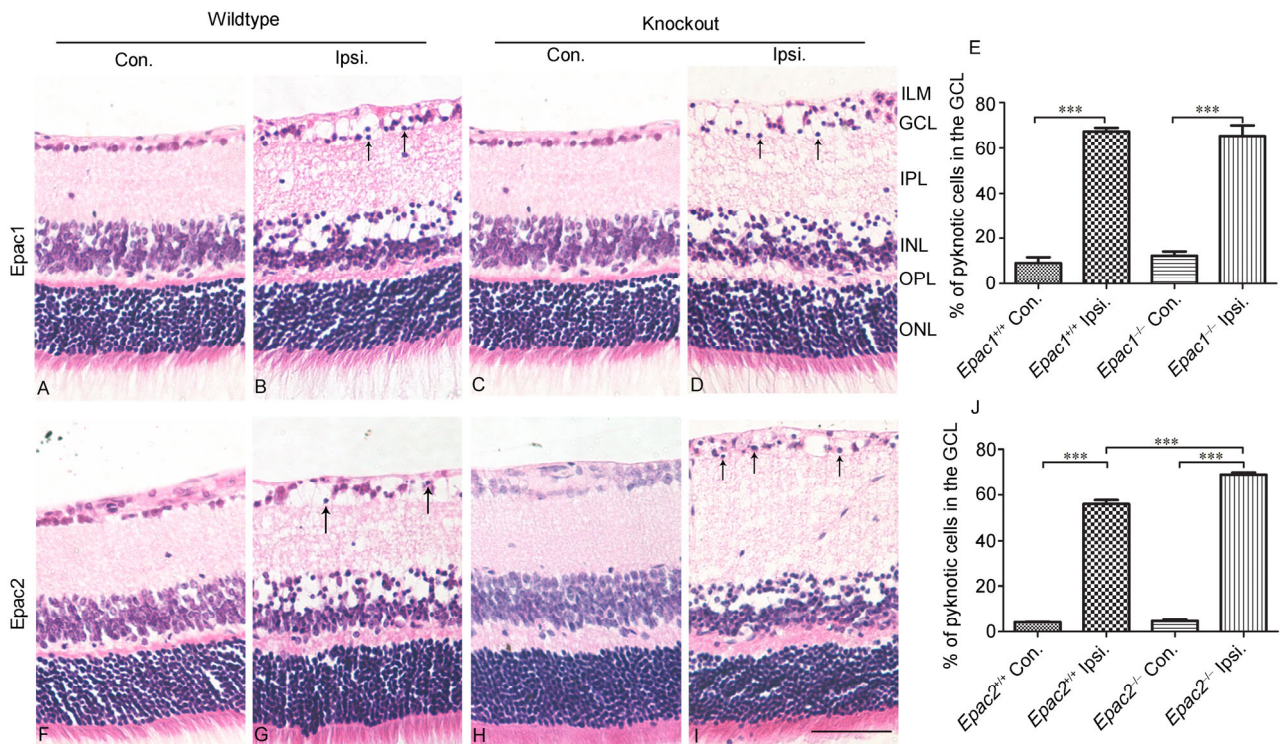 Wildtype
Knockout
Con.
Ipsi.
Con.
Ipsi.
Epac1
A
B
C
D
ILM
GCL
IPL
INL
OPL
ONL
E
% of pyknotic cells in the GCL
80
60
40
20
0
***
***
Epac1+/+ Con.
Epac1+/+ Ipsi.
Epac1–/– Con.
Epac1–/– Ipsi.
Epac2
F
G
H
I
J
% of pyknotic cells in the GCL
80
60
40
20
0
***
***
***
Epac2+/+ Con.
Epac2+/+ Ipsi.
Epac2–/– Con.
Epac2–/– Ipsi.